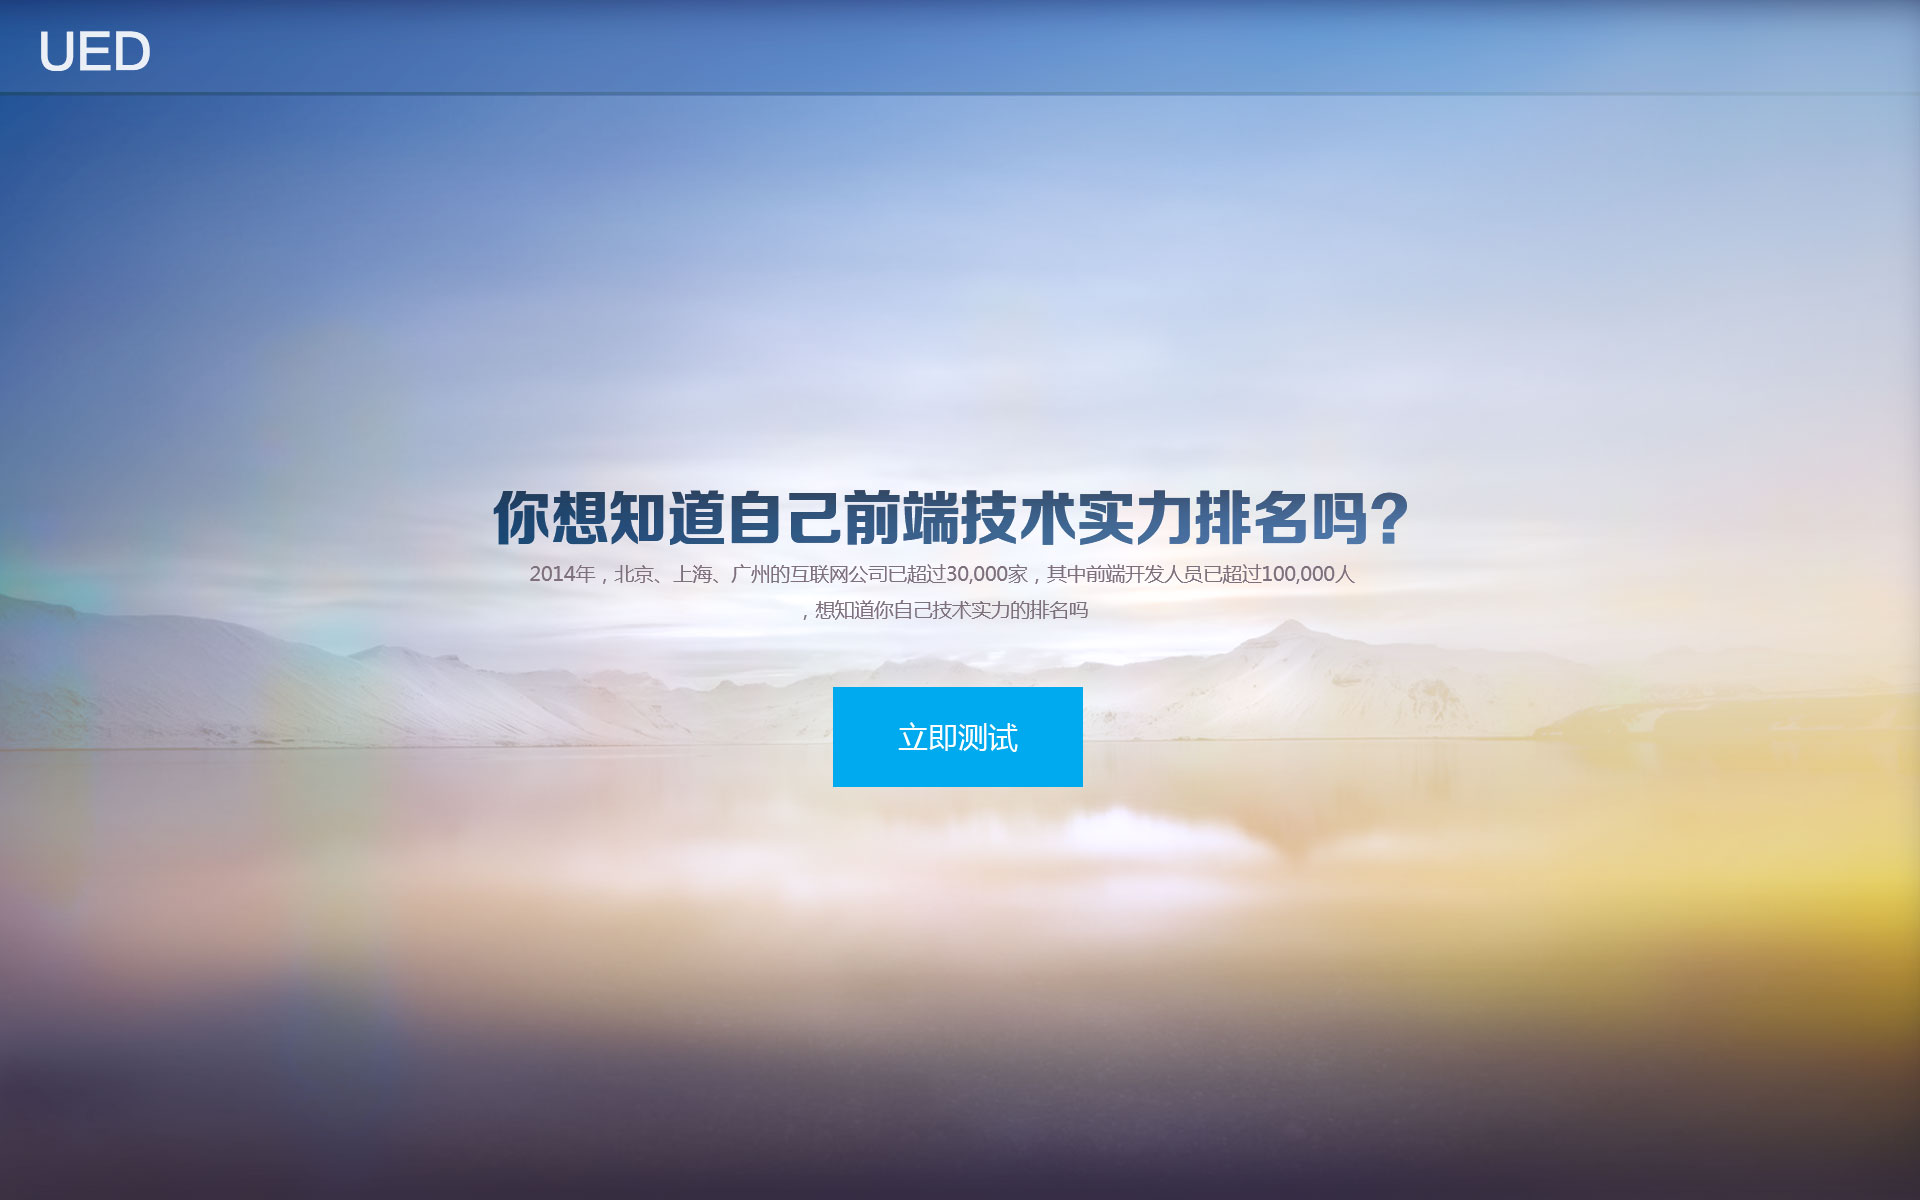 UED
你想知道自己前端技术实力排名吗?
2014年，北京、上海、广州的互联网公司已超过30,000家，其中前端开发人员已超过100,000人
，想知道你自己技术实力的排名吗
立即测试